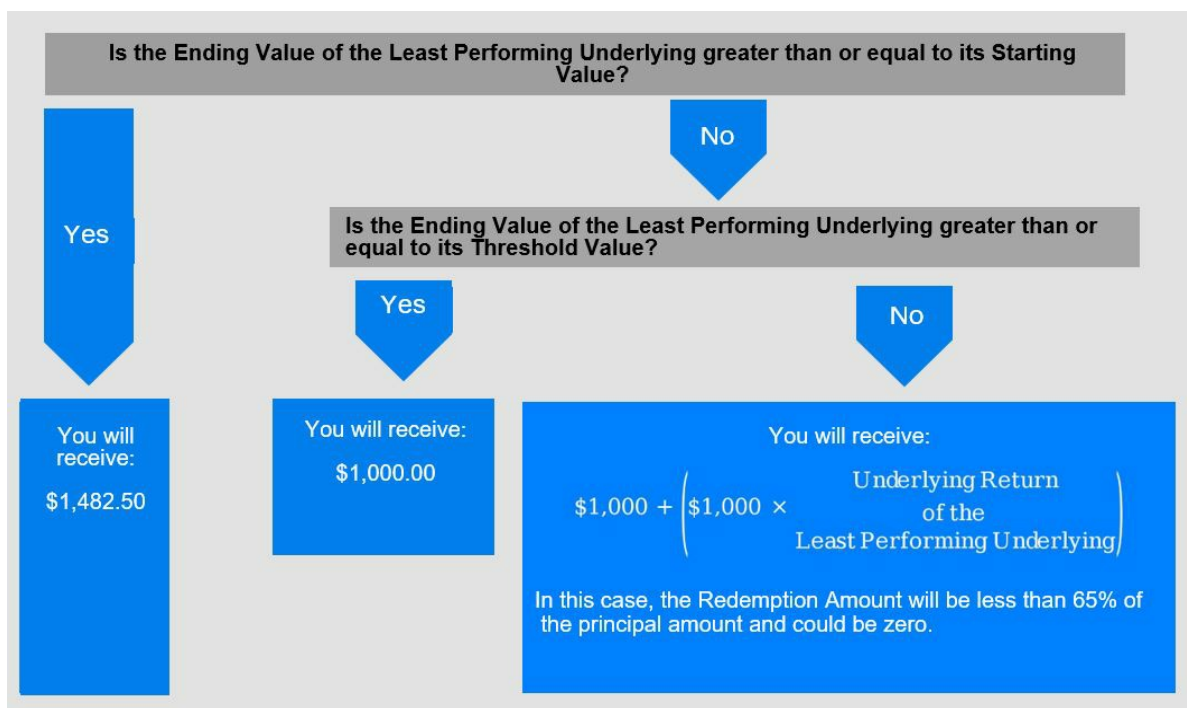 Is the Ending Value of the Least Performing Underlying greater than or equal to its Starting
Value?
No
Yes
Is the Ending Value of the Least Performing Underlying greater than or
equal to its Threshold Value?
Yes
No
You will
receive:
$1,482.50
You will receive:
$1,000.00
You will receive:
$1,000 + ($1,000 ×
Underlying Return
of the
Least Performing Underlying)
In this case, the Redemption Amount will be less than 65% of
the principal amount and could be zero.